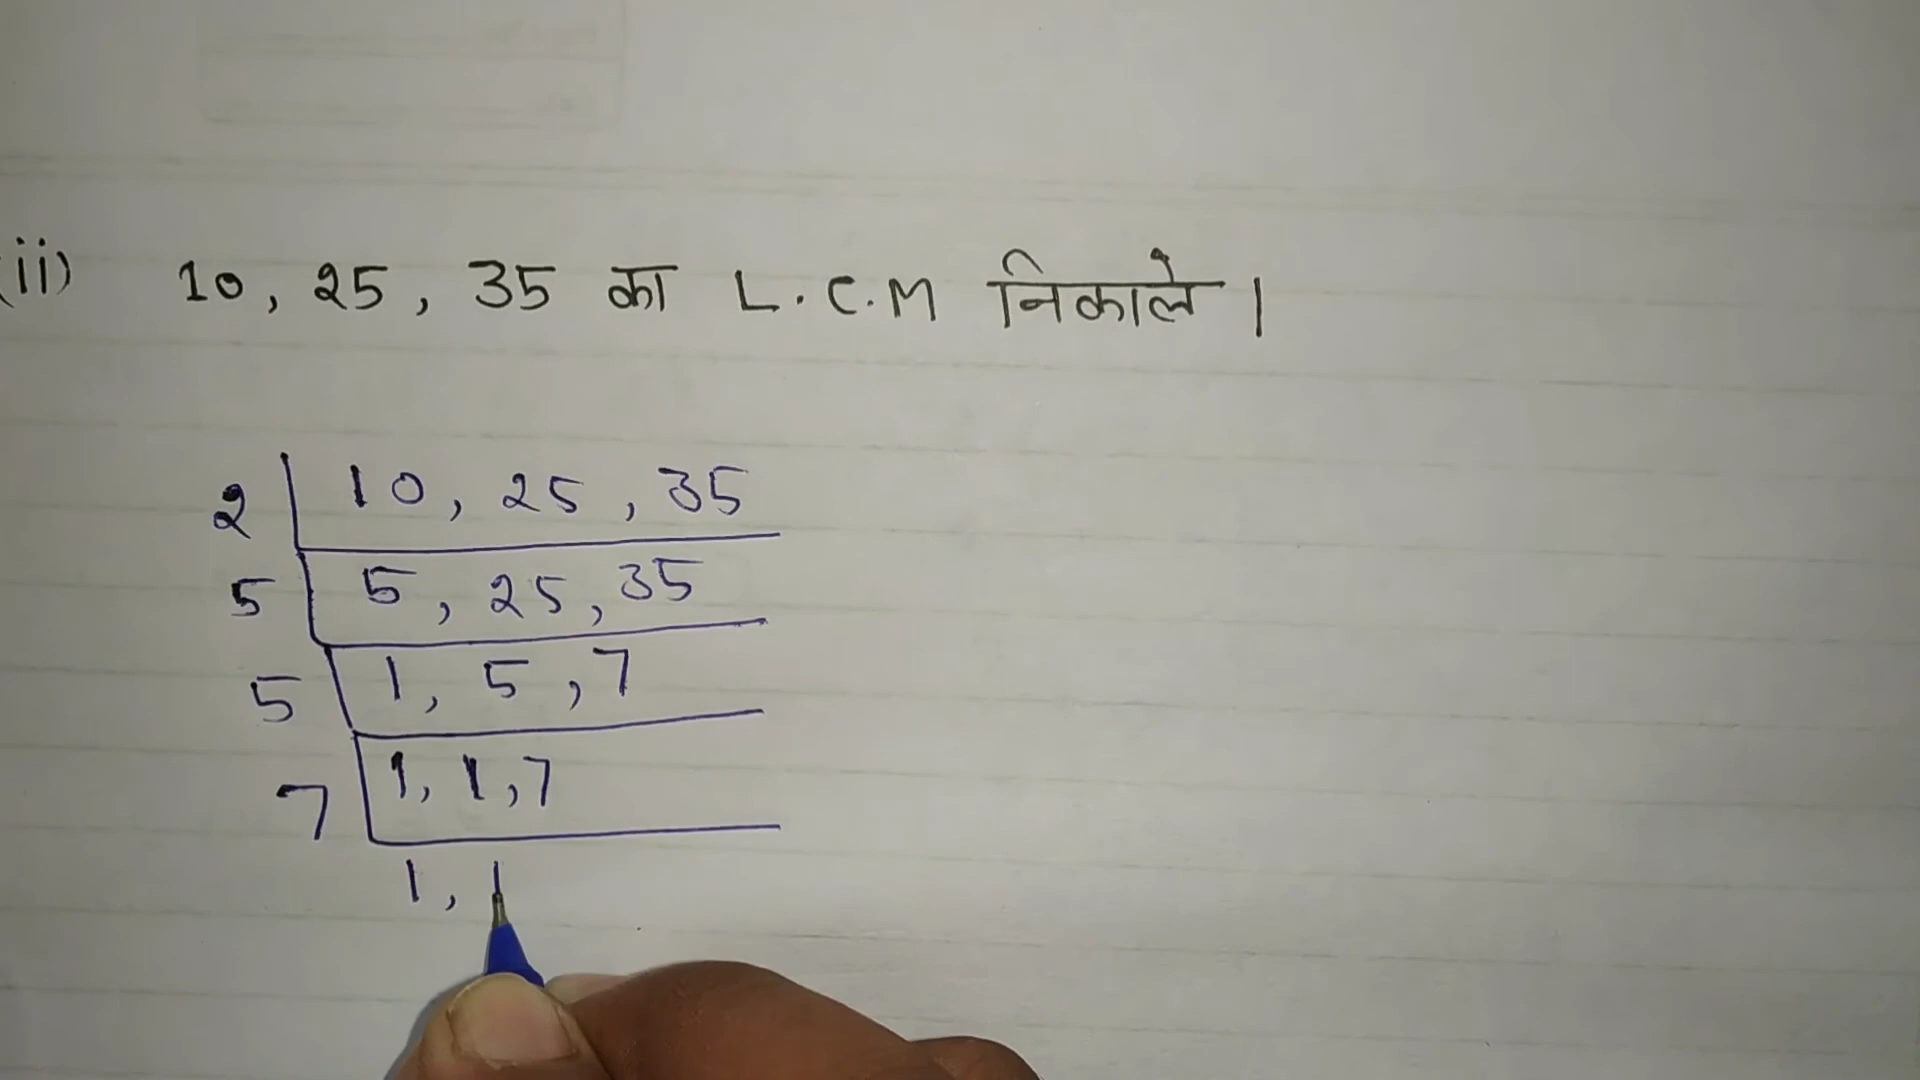 (ii) 10, 25, 35 का L.C.M निकाले।
2 10, 25, 35
5 5, 25, 35
5 1, 5, 7
7 1, 1, 7
1, 1